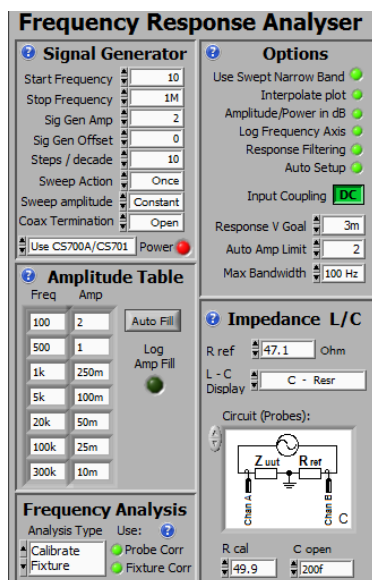 Frequency Response Analyser
Signal Generator
Start Frequency 10
Stop Frequency 1M
Sig Gen Amp 2
Sig Gen Offset 0
Steps / decade 10
Sweep Action Once
Sweep amplitude Constant
Coax Termination Open
Use CS700A/CS701 Power
Amplitude Table
Freq Amp
100 2 Auto Fill
500 1 Log
1k 250m Amp Fill
5k 100m
20k 50m
100k 25m
300k 10m
Frequency Analysis
Analysis Type Use:
Calibrate Probe Corr
Fixture Fixture Corr
Options
Use Swept Narrow Band
Interpolate plot
Amplitude/Power in dB
Log Frequency Axis
Response Filtering
Auto Setup
Input Coupling DC
Response V Goal 3m
Auto Amp Limit 2
Max Bandwidth 100 Hz
Impedance L/C
R ref 47.1 Ohm
L - C
Display C - Resr
Circuit (Probes):
Z uut R ref
Chan A Chan B C
R cal C open
49.9 200f